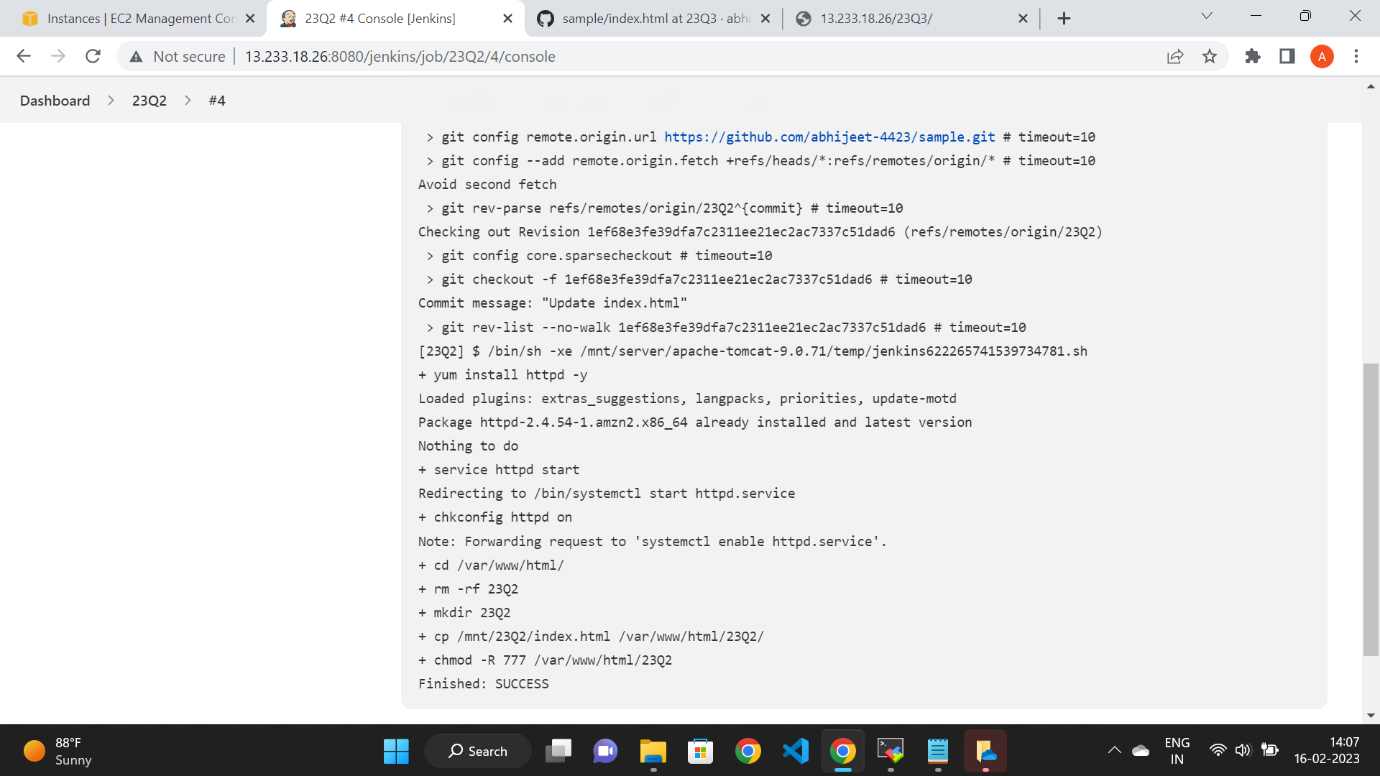 Instances | EC2 Management Con
23Q2 #4 Console [Jenkins]
sample/index.html at 23Q3 · abhi
13.233.18.26/23Q3/
Not secure
13.233.18.26:8080/jenkins/job/23Q2/4/console
A
Dashboard > 23Q2 > #4
> git config remote.origin.url https://github.com/abhijeet-4423/sample.git # timeout=10
> git config --add remote.origin.fetch +refs/heads/*:refs/remotes/origin/* # timeout=10
Avoid second fetch
> git rev-parse refs/remotes/origin/23Q2^{commit} # timeout=10
Checking out Revision 1ef68e3fe39dfa7c2311ee21ec2ac7337c51dad6 (refs/remotes/origin/23Q2)
> git config core.sparsecheckout # timeout=10
> git checkout -f 1ef68e3fe39dfa7c2311ee21ec2ac7337c51dad6 # timeout=10
Commit message: "Update index.html"
> git rev-list --no-walk 1ef68e3fe39dfa7c2311ee21ec2ac7337c51dad6 # timeout=10
[23Q2] $ /bin/sh -xe /mnt/server/apache-tomcat-9.0.71/temp/jenkins622265741539734781.sh
+ yum install httpd -y
Loaded plugins: extras_suggestions, langpacks, priorities, update-motd
Package httpd-2.4.54-1.amzn2.x86_64 already installed and latest version
Nothing to do
+ service httpd start
Redirecting to /bin/systemctl start httpd.service
+ chkconfig httpd on
Note: Forwarding request to 'systemctl enable httpd.service'.
+ cd /var/www/html/
+ rm -rf 23Q2
+ mkdir 23Q2
+ cp /mnt/23Q2/index.html /var/www/html/23Q2/
+ chmod -R 777 /var/www/html/23Q2
Finished: SUCCESS
88°F
Sunny
Search
ENG
IN
14:07
16-02-2023